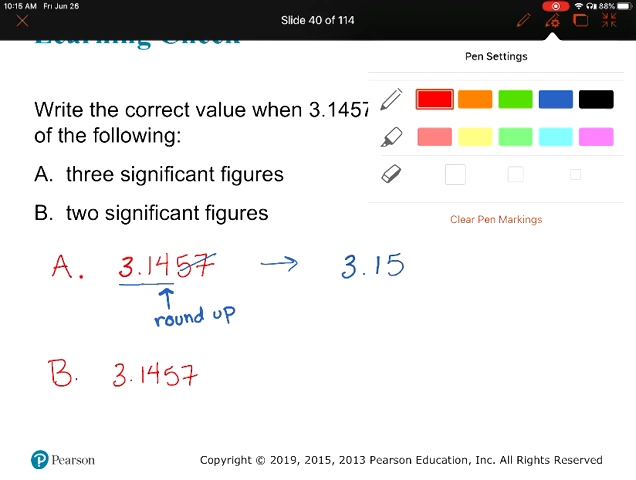 10:15 AM Fri Jun 26
88%
Slide 40 of 114
Learning Check
Pen Settings
Write the correct value when 3.1457
of the following:
A. three significant figures
B. two significant figures
Clear Pen Markings
A. 3.1457 → 3.15
↑
round up
B. 3.1457
P Pearson
Copyright © 2019, 2015, 2013 Pearson Education, Inc. All Rights Reserved